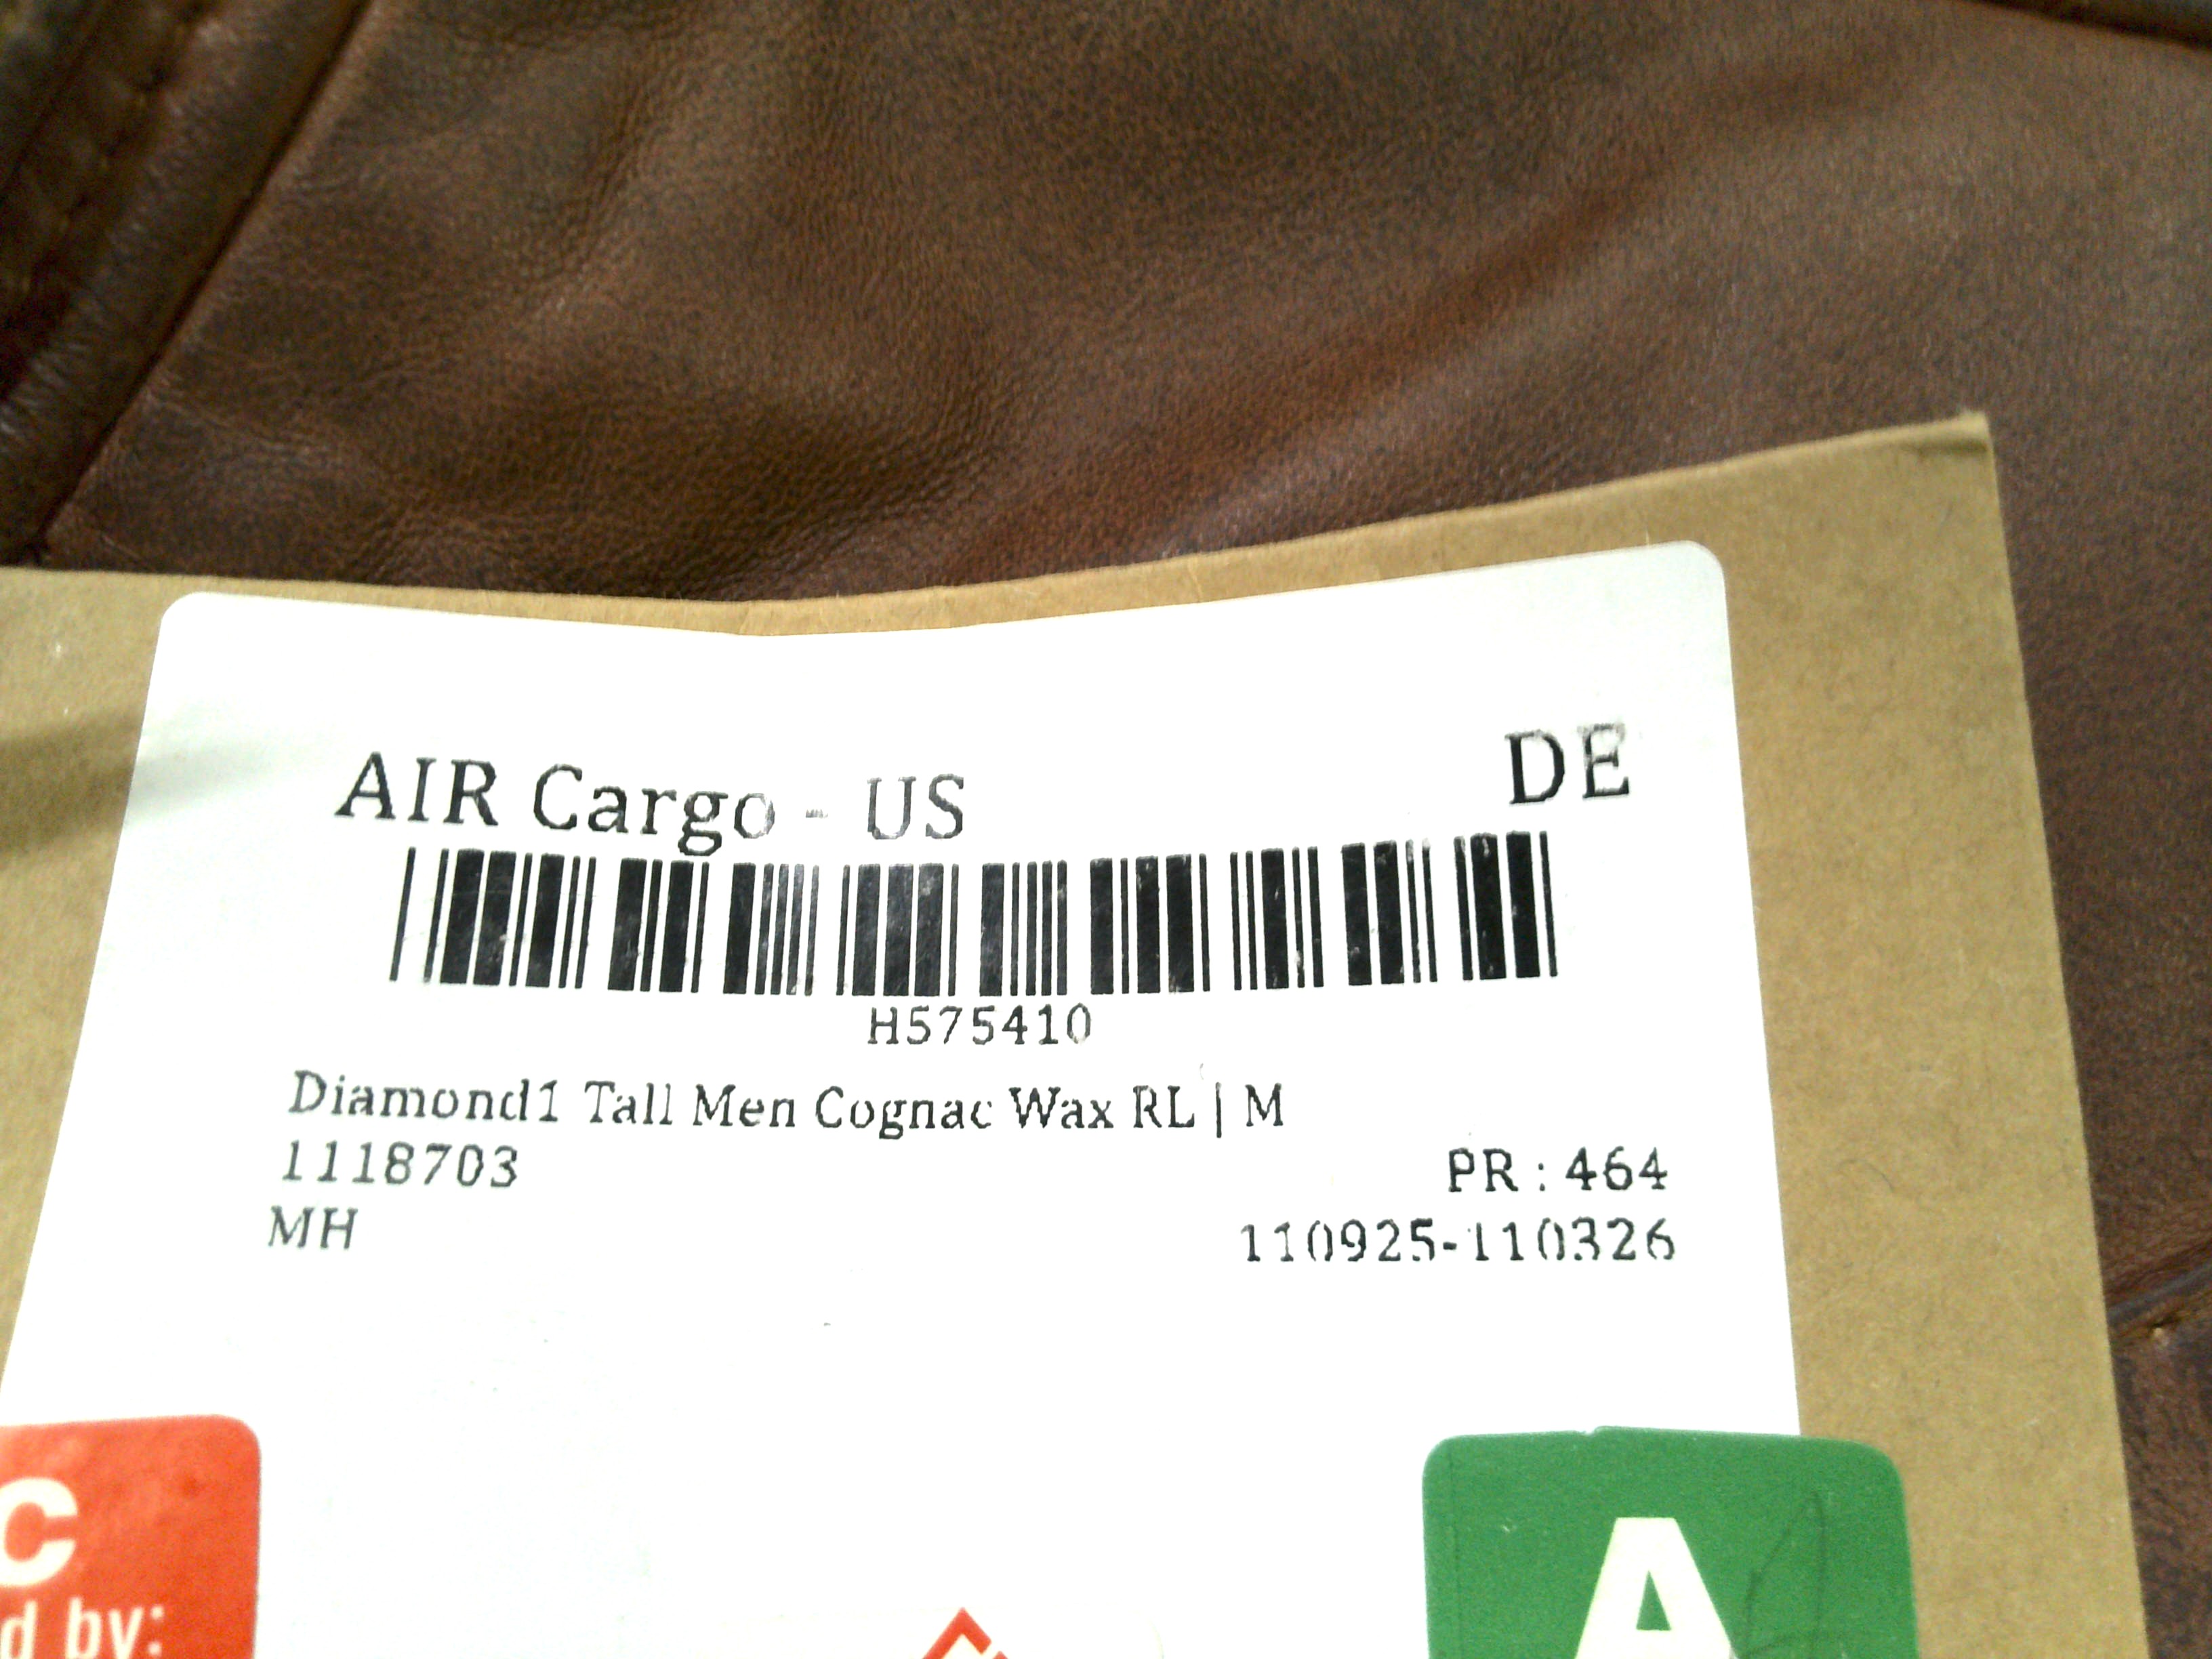 AIR Cargo - US DE
H575410
Diamond1 Tall Men Cognac Wax RL | M
1118703 PR : 464
MH 110925-110326
C A
d by: